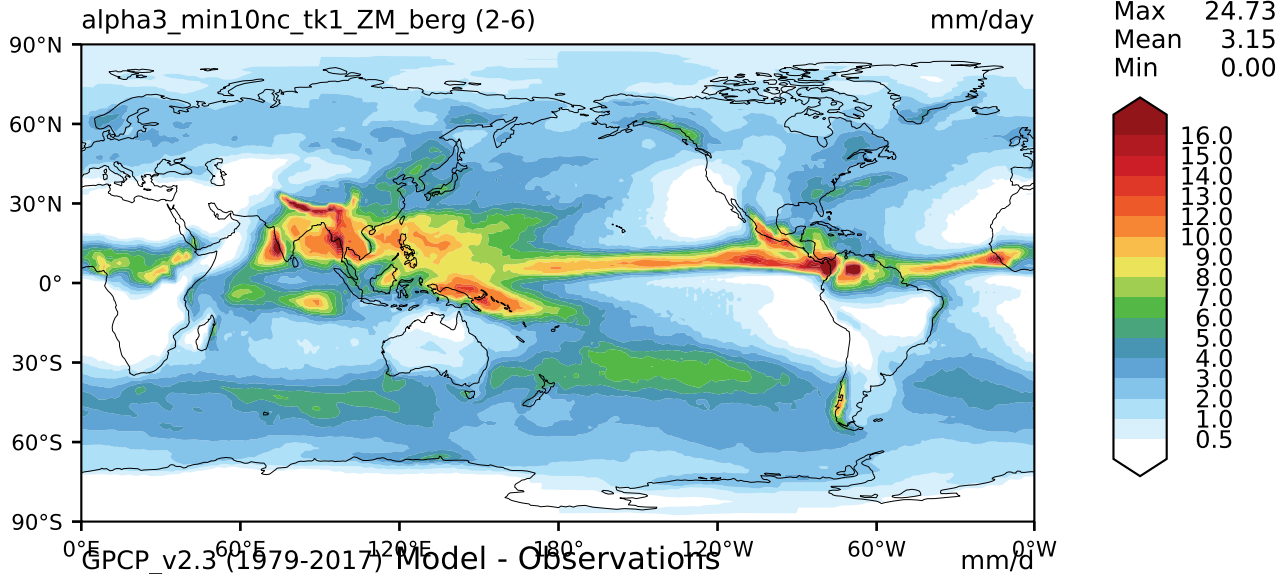 alpha3_min10nc_tk1_ZM_berg (2-6) mm/day
Max 24.73
Mean 3.15
Min 0.00
90°N
60°N
30°N
0°
30°S
60°S
90°S
0°E 60°E 120°E 180° 120°W 60°W 0°W
GPCP_v2.3 (1979-2017) Model - Observations mm/d
16.0
15.0
14.0
13.0
12.0
10.0
9.0
8.0
7.0
6.0
5.0
4.0
3.0
2.0
1.0
0.5